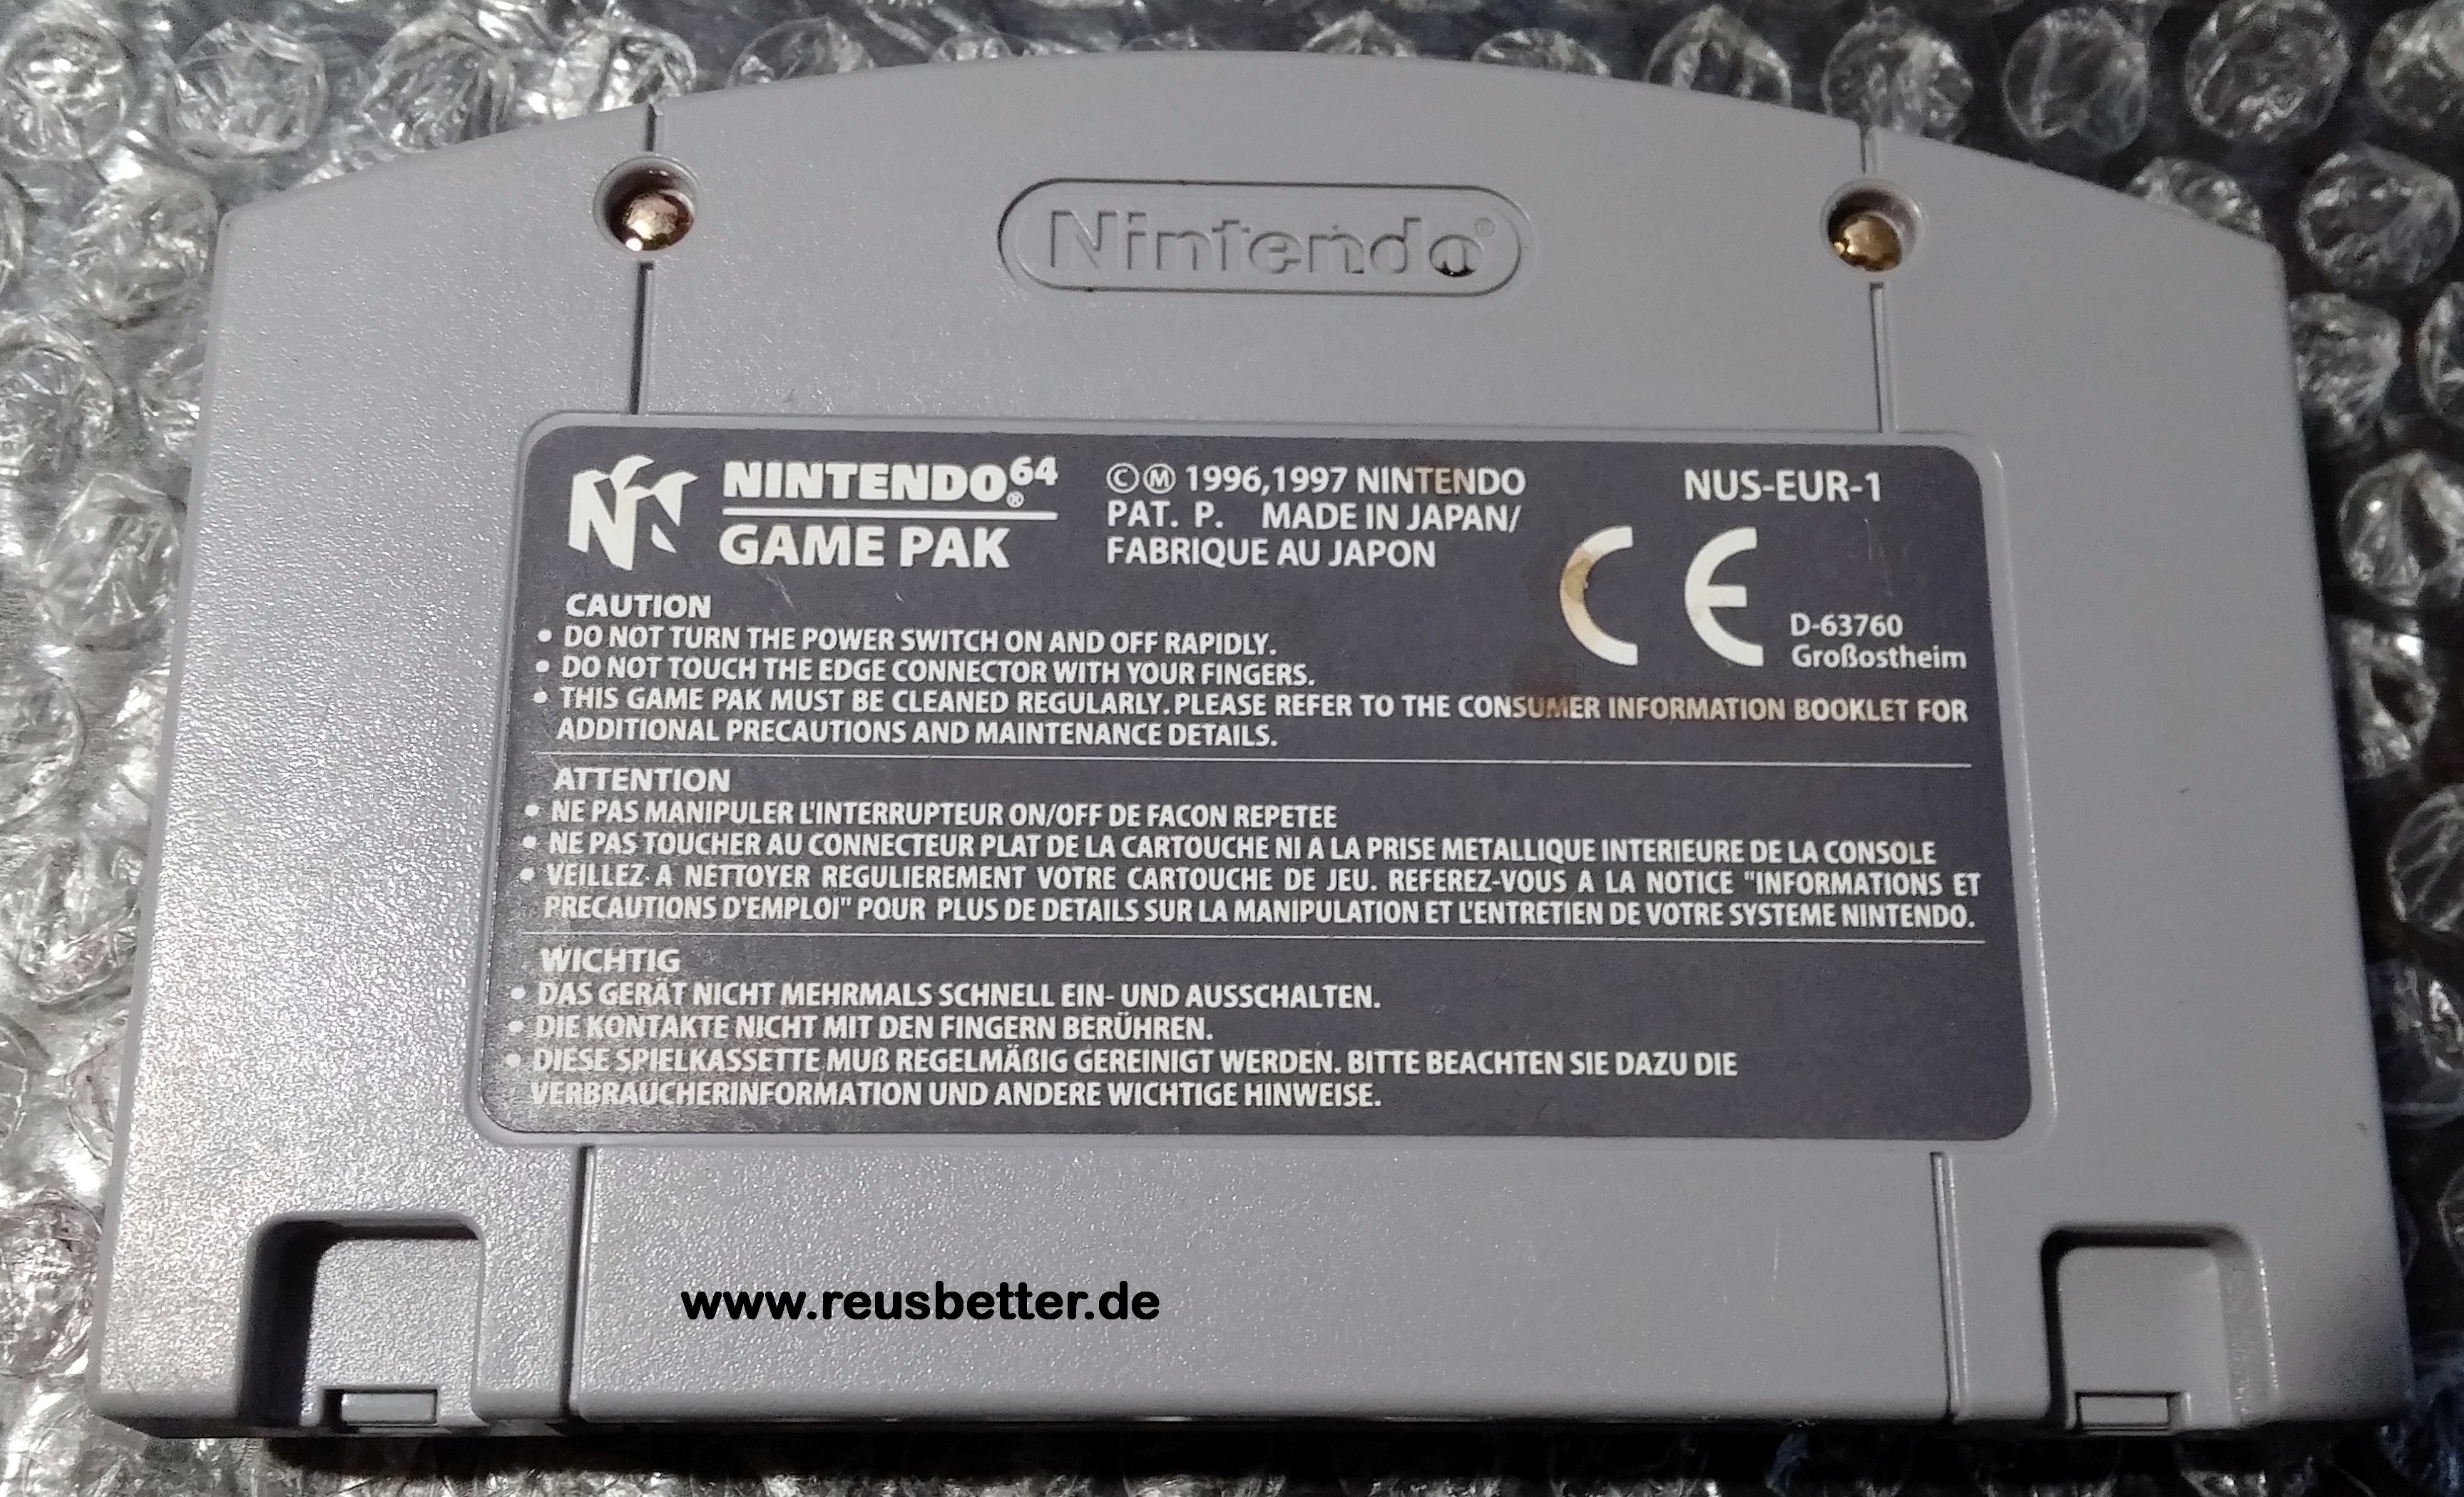 Nintendo®
NINTENDO64®
GAME PAK
©Ⓜ 1996,1997 NINTENDO
PAT. P. MADE IN JAPAN/
FABRIQUE AU JAPON
NUS-EUR-1
CE
D-63760
Großostheim
CAUTION
• DO NOT TURN THE POWER SWITCH ON AND OFF RAPIDLY.
• DO NOT TOUCH THE EDGE CONNECTOR WITH YOUR FINGERS.
• THIS GAME PAK MUST BE CLEANED REGULARLY. PLEASE REFER TO THE CONSUMER INFORMATION BOOKLET FOR
ADDITIONAL PRECAUTIONS AND MAINTENANCE DETAILS.
ATTENTION
• NE PAS MANIPULER L'INTERRUPTEUR ON/OFF DE FACON REPETEE
• NE PAS TOUCHER AU CONNECTEUR PLAT DE LA CARTOUCHE NI A LA PRISE METALLIQUE INTERIEURE DE LA CONSOLE
• VEILLEZ A NETTOYER REGULIEREMENT VOTRE CARTOUCHE DE JEU. REFEREZ-VOUS A LA NOTICE "INFORMATIONS ET
PRECAUTIONS D'EMPLOI" POUR PLUS DE DETAILS SUR LA MANIPULATION ET L'ENTRETIEN DE VOTRE SYSTEME NINTENDO.
WICHTIG
• DAS GERÄT NICHT MEHRMALS SCHNELL EIN- UND AUSSCHALTEN.
• DIE KONTAKTE NICHT MIT DEN FINGERN BERÜHREN.
• DIESE SPIELKASSETTE MUß REGELMÄßIG GEREINIGT WERDEN. BITTE BEACHTEN SIE DAZU DIE
VERBRAUCHERINFORMATION UND ANDERE WICHTIGE HINWEISE.
www.reusbetter.de